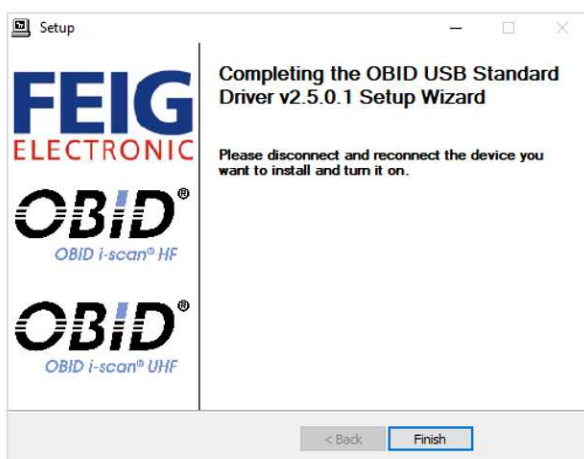 Setup
FEIG
ELECTRONIC
OBID®
OBID i-scan® HF
OBID®
OBID i-scan® UHF
Completing the OBID USB Standard
Driver v2.5.0.1 Setup Wizard
Please disconnect and reconnect the device you
want to install and turn it on.
< Back
Finish